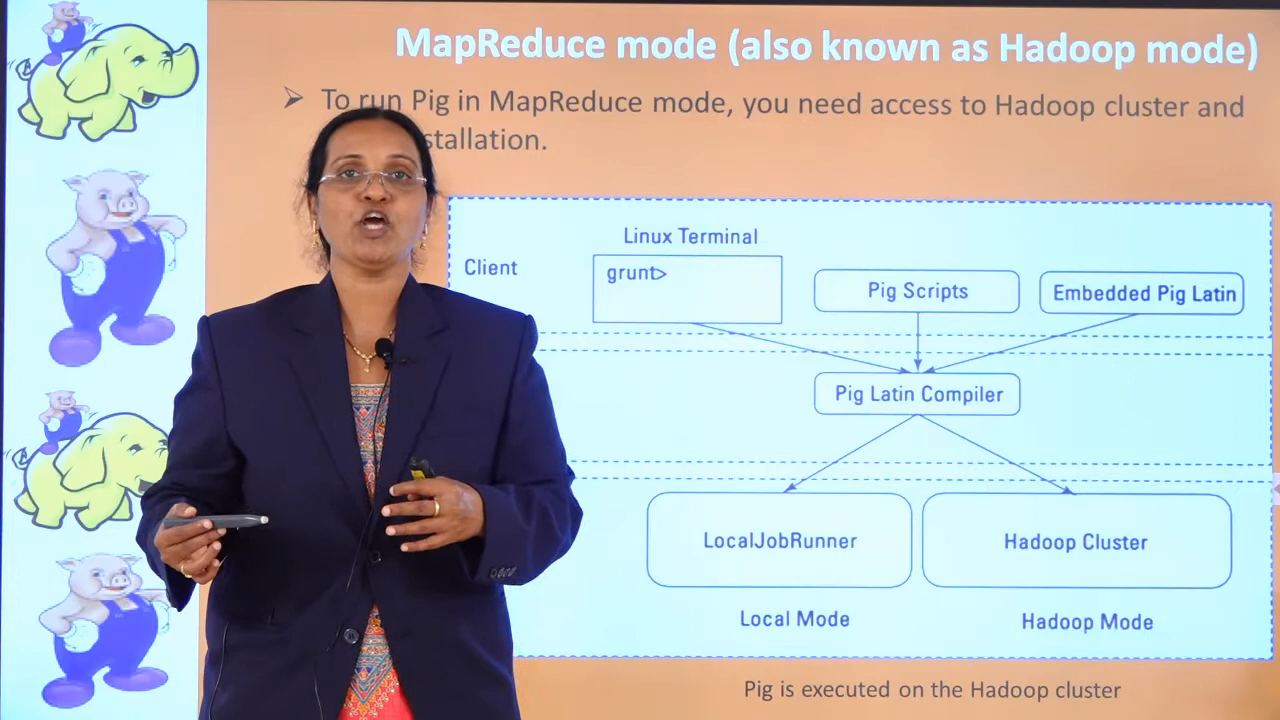 MapReduce mode (also known as Hadoop mode)
To run Pig in MapReduce mode, you need access to Hadoop cluster and
stallation.
Linux Terminal
Client
grunt>
Pig Scripts
Embedded Pig Latin
Pig Latin Compiler
LocalJobRunner
Hadoop Cluster
Local Mode
Hadoop Mode
Pig is executed on the Hadoop cluster